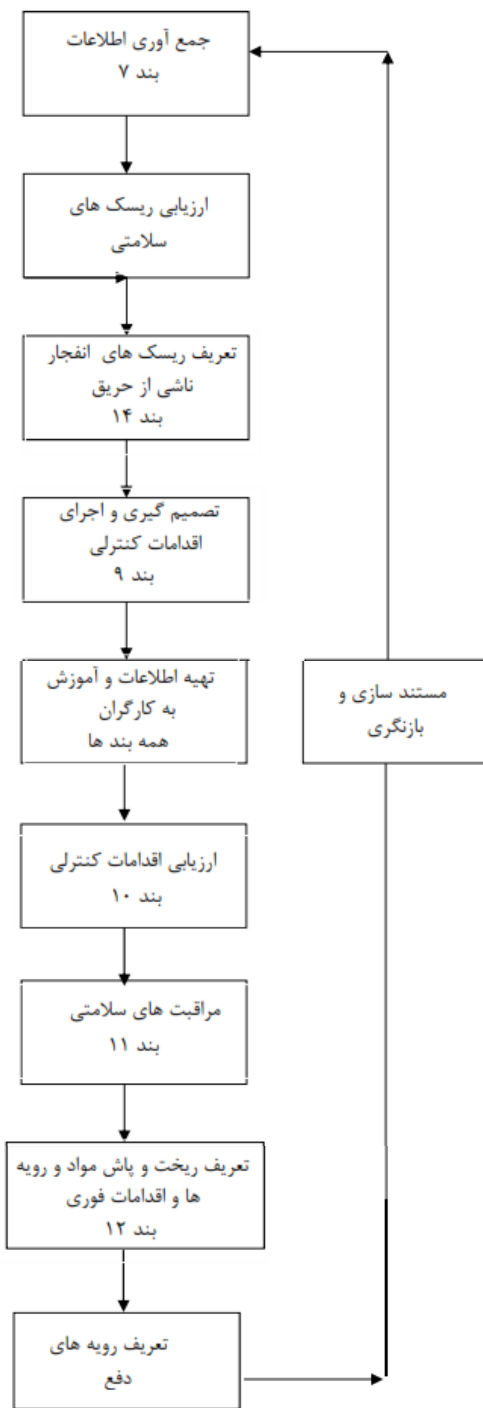 جمع آوری اطلاعات
بند ۷
ارزیابی ریسک های
سلامتی
تعریف ریسک های انفجار
ناشی از حریق
بند ۱۴
تصمیم گیری و اجرای
اقدامات کنترلی
بند ۹
تهیه اطلاعات و آموزش
به کارگران
همه بند ها
مستند سازی و
بازنگری
ارزیابی اقدامات کنترلی
بند ۱۰
مراقبت های سلامتی
بند ۱۱
تعریف ریخت و پاش مواد و رویه
ها و اقدامات فوری
بند ۱۲
تعریف رویه های
دفع